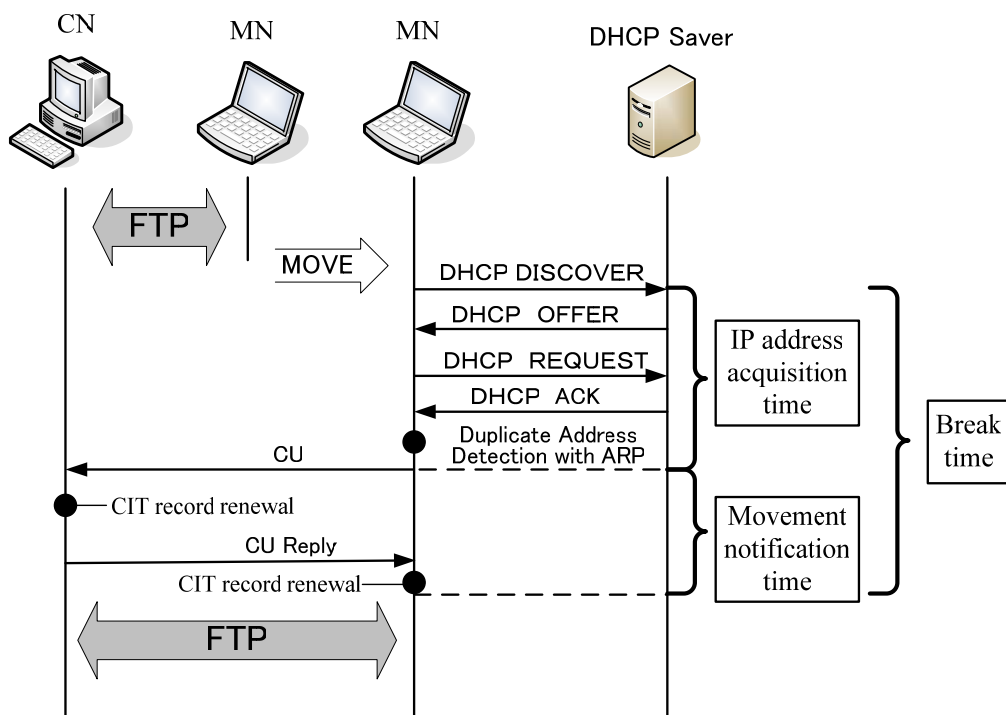 CN
MN
MN
DHCP Saver
FTP
MOVE
DHCP DISCOVER
DHCP OFFER
DHCP REQUEST
DHCP ACK
Duplicate Address
Detection with ARP
IP address
acquisition
time
Break
time
CU
CIT record renewal
CU Reply
CIT record renewal
Movement
notification
time
FTP